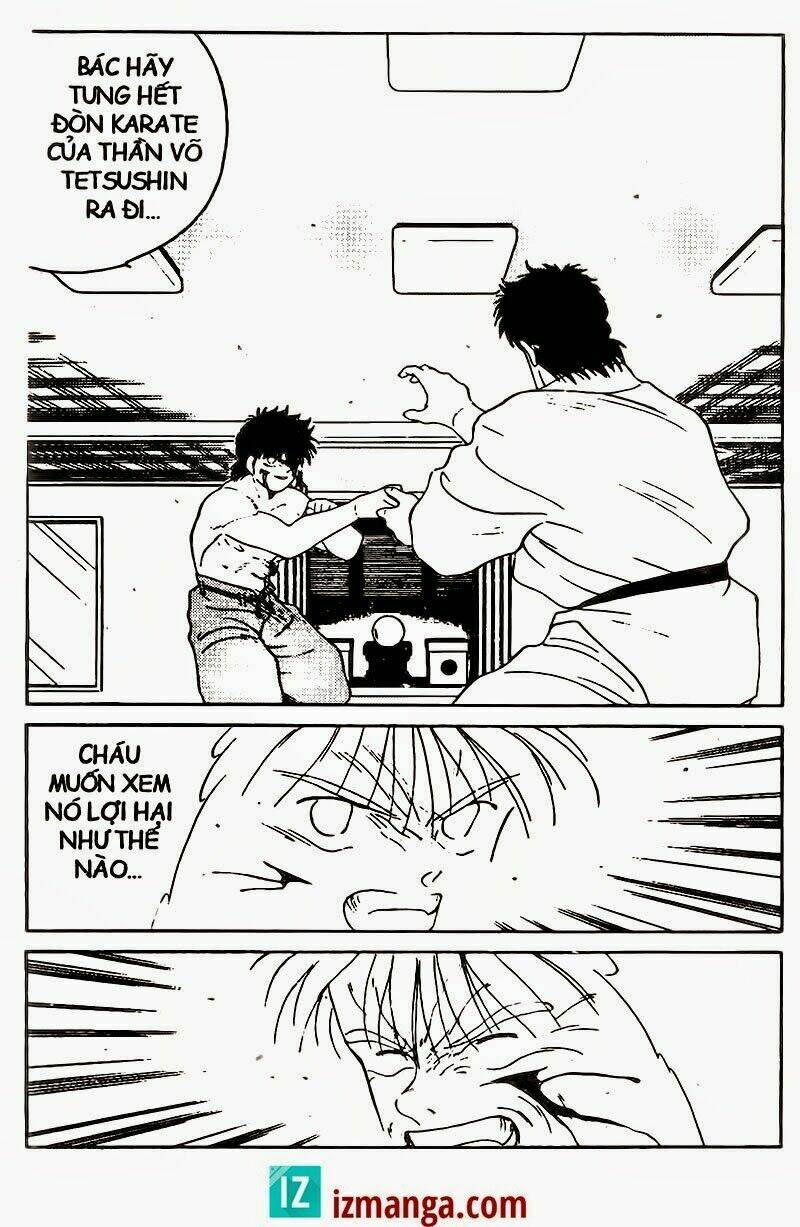 BÁC HÃY
TUNG HẾT
ĐÒN KARATE
CỦA THẦN VÕ
TETSUSHIN
RA ĐI...
CHÁU
MUỐN XEM
NÓ LỢI HẠI
NHƯ THẾ
NÀO...
IZ izmanga.com